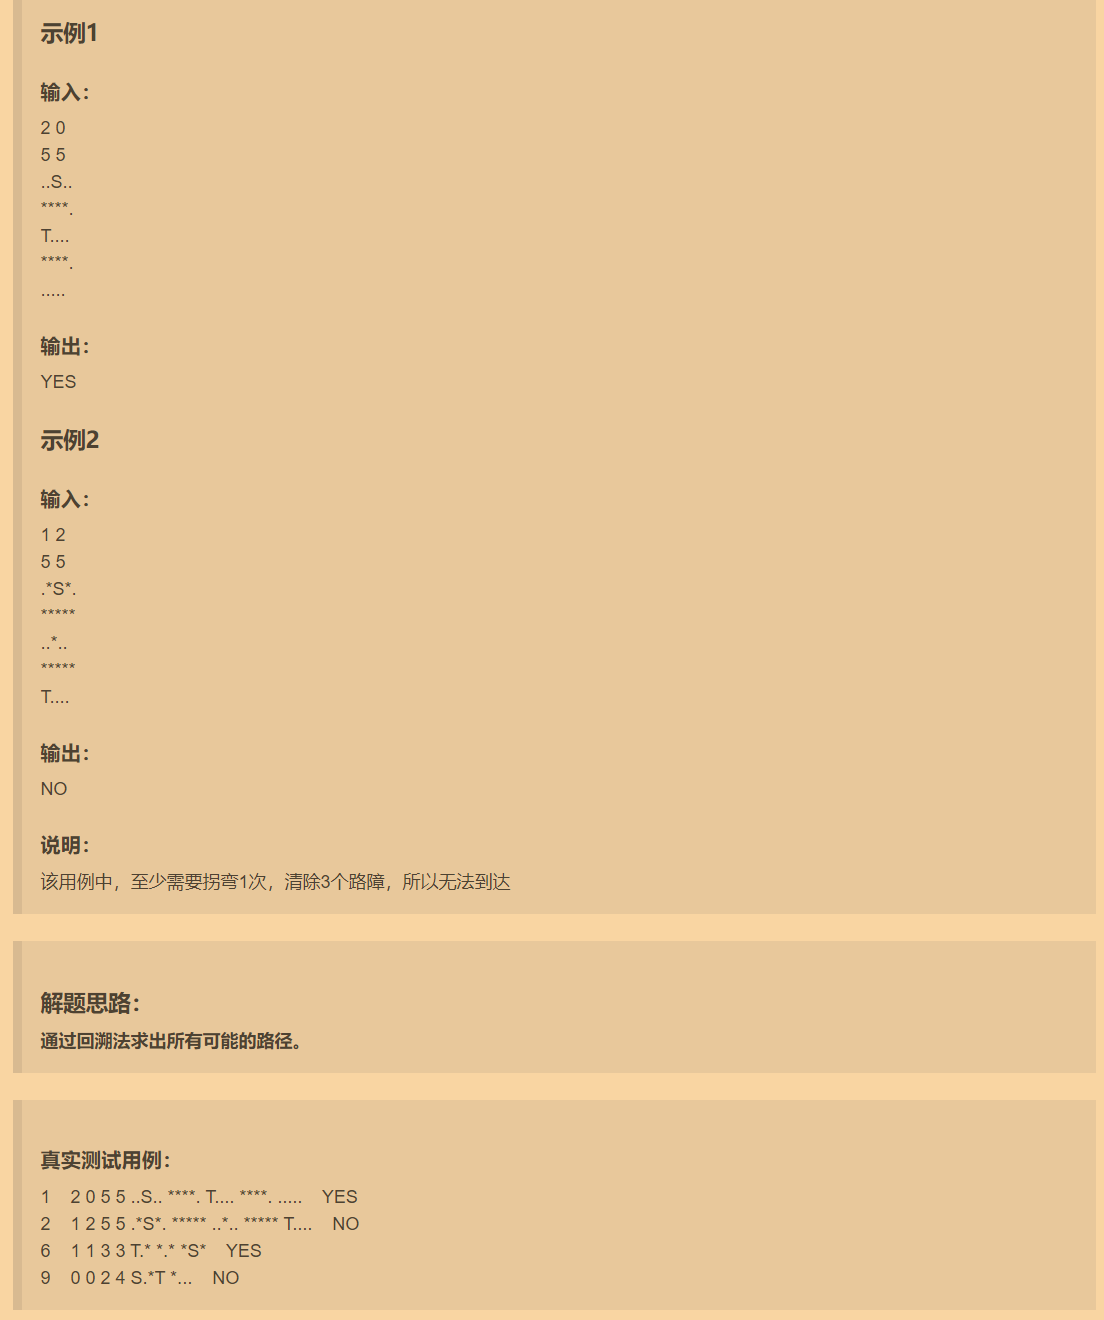 示例1
输入：
2 0
5 5
..S..
****.
T....
****.
.....
输出：
YES
示例2
输入：
1 2
5 5
.*S*.
*****
..*..
*****
T....
输出：
NO
说明：
该用例中，至少需要拐弯1次，清除3个路障，所以无法到达
解题思路：
通过回溯法求出所有可能的路径。
真实测试用例：
1 2 0 5 5 ..S.. ****. T.... ****. ..... YES
2 1 2 5 5 .*S*. ***** ..*.. ***** T.... NO
6 1 1 3 3 T.* *.* *S* YES
9 0 0 2 4 S.*T *... NO